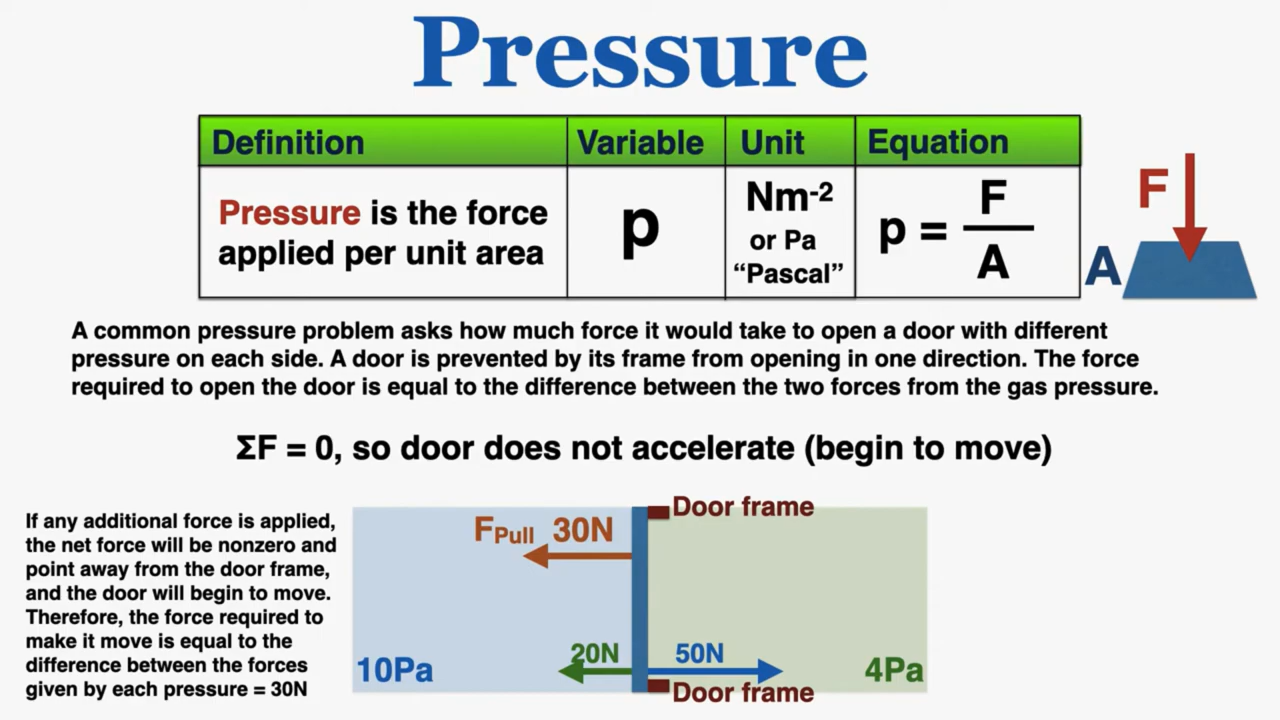 Pressure
Definition Variable Unit Equation
Pressure is the force
applied per unit area
p
Nm-2
or Pa
“Pascal”
p = F
A
F
A
A common pressure problem asks how much force it would take to open a door with different
pressure on each side. A door is prevented by its frame from opening in one direction. The force
required to open the door is equal to the difference between the two forces from the gas pressure.
ΣF = 0, so door does not accelerate (begin to move)
If any additional force is applied,
the net force will be nonzero and
point away from the door frame,
and the door will begin to move.
Therefore, the force required to
make it move is equal to the
difference between the forces
given by each pressure = 30N
Door frame
FPull 30N
20N 50N
10Pa
4Pa
Door frame